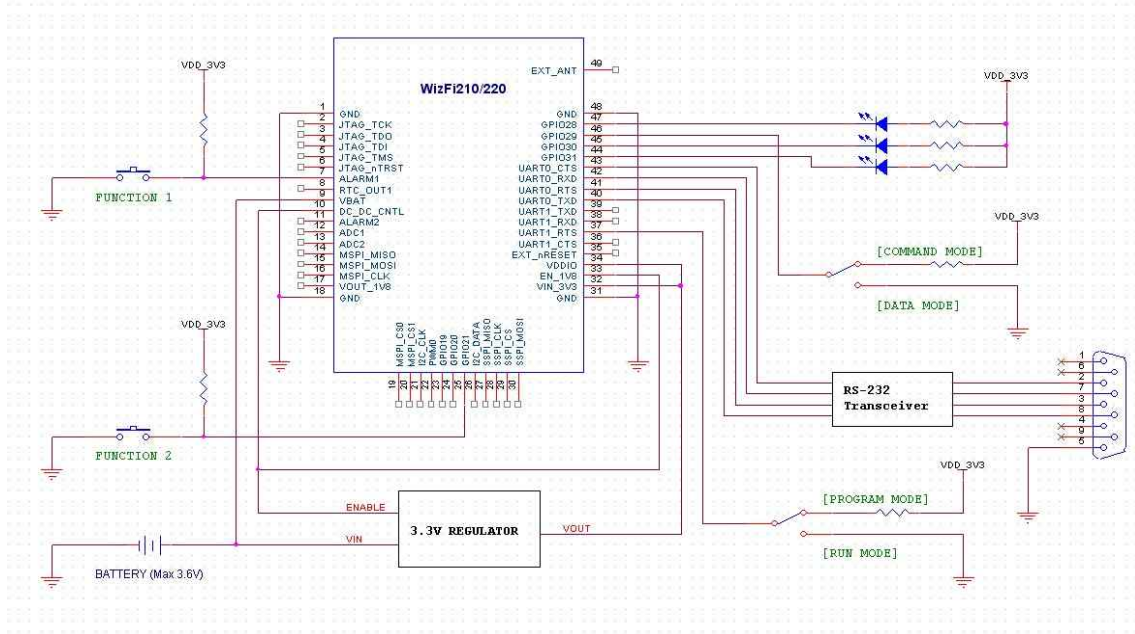 VDD_3V3
FUNCTION 1
VDD_3V3
FUNCTION 2
BATTERY (Max 3.6V)
WizFi210/220
1 GND
2 JTAG_TCK
3 JTAG_TDO
4 JTAG_TDI
5 JTAG_TMS
6 JTAG_nTRST
7 ALARM1
8 RTC_OUT1
9 VBAT
10 DC_DC_CNTL
11 ALARM2
12 ADC1
13 ADC2
14 MSPI_MISO
15 MSPI_MOSI
16 MSPI_CLK
17 VOUT_1V8
18 GND
EXT_ANT 49
GND 48
GPIO28 47
GPIO29 46
GPIO30 45
GPIO31 44
UART0_CTS 43
UART0_RXD 42
UART0_RTS 41
UART0_TXD 40
UART1_TXD 39
UART1_RXD 38
UART1_RTS 37
UART1_CTS 36
EXT_nRESET 35
VDDIO 34
EN_1V8 33
VIN_3V3 32
GND 31
MSPI_CS0 19
MSPI_CS1 20
I2C_CLK 21
PWM0 22
GPIO19 23
GPIO20 24
GPIO21 25
I2C_DATA 26
SSPI_MISO 27
SSPI_CLK 28
SSPI_CS 29
SSPI_MOSI 30
ENABLE
VIN
3.3V REGULATOR
VOUT
VDD_3V3
VDD_3V3
[COMMAND MODE]
[DATA MODE]
RS-232
Transceiver
1
6
2
7
3
8
4
9
5
VDD_3V3
[PROGRAM MODE]
[RUN MODE]